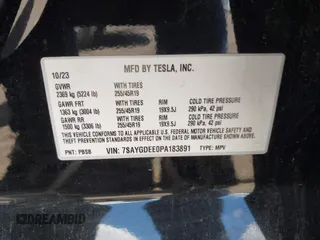 MFD BY TESLA, INC.
10/23
GVWR WITH TIRES
2369 kg (5224 lb) 255/45R19
GAWR FRT WITH TIRES RIM COLD TIRE PRESSURE
1363 kg (3004 lb) 255/45R19 19X9.5J 290 kPa, 42 psi
GAWR RR WITH TIRES RIM COLD TIRE PRESSURE
1500 kg (3306 lb) 255/45R19 19X9.5J 290 kPa, 42 psi
THIS VEHICLE CONFORMS TO ALL APPLICABLE FEDERAL MOTOR
VEHICLE SAFETY AND THEFT PREVENTION STANDARDS IN
EFFECT ON THE DATE OF MANUFACTURE SHOWN ABOVE.
PNT: PBSB VIN: 7SAYGDEE0PA183891 TYPE: MPV
DREAMBID